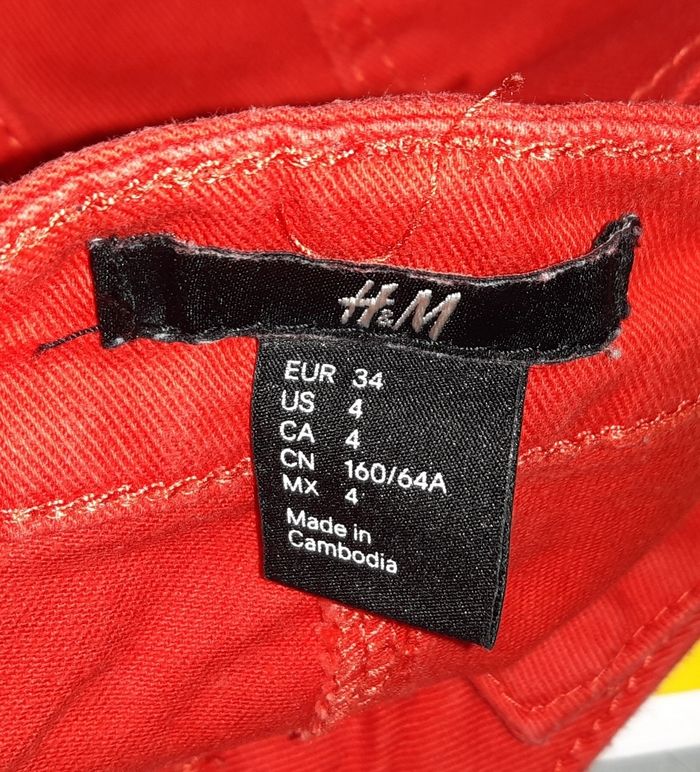 H&M
EUR 34
US 4
CA 4
CN 160/64A
MX 4
Made in
Cambodia